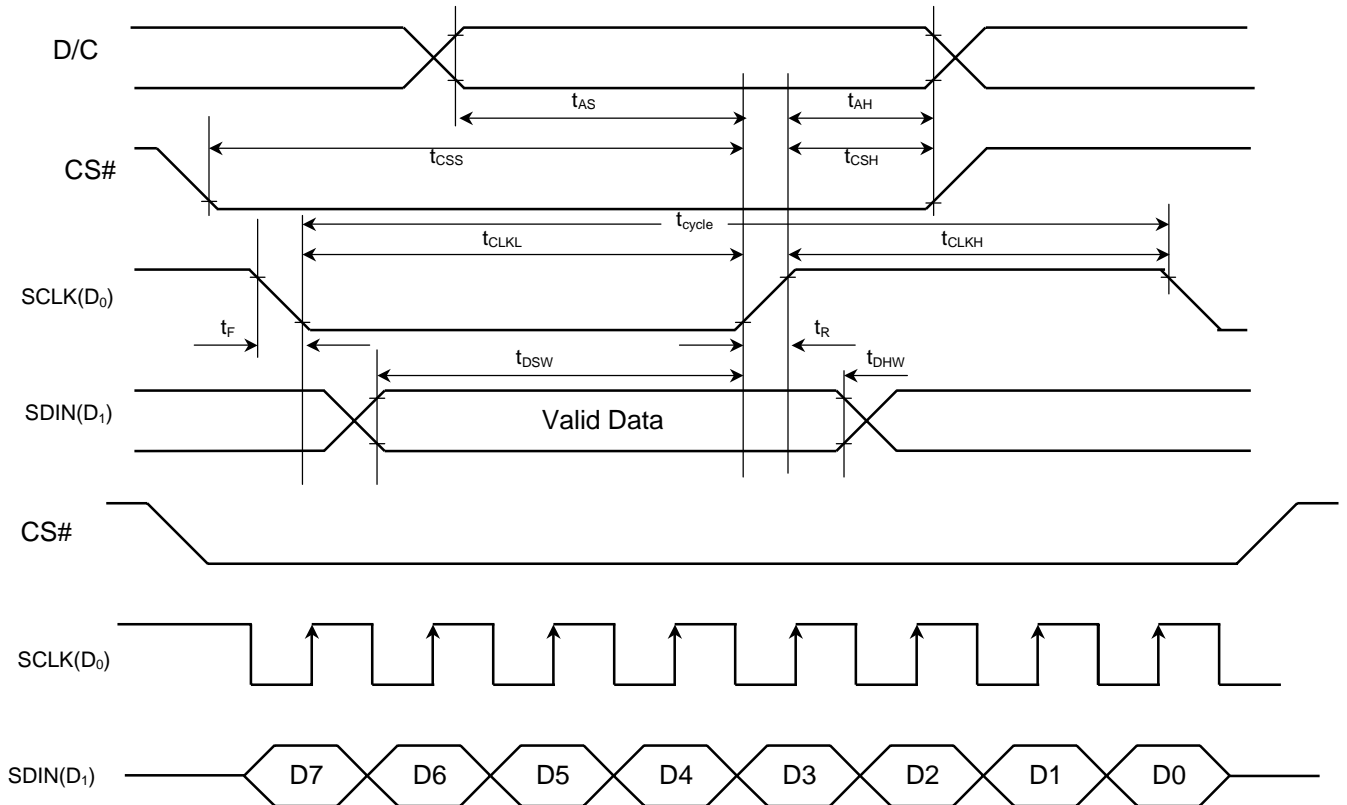 D/C
tAS
tAH
CS#
tCSS
tCSH
tcycle
tCLKL
tCLKH
SCLK(D0)
tF
tR
tDSW
tDHW
SDIN(D1)
Valid Data
CS#
SCLK(D0)
SDIN(D1)
D7 D6 D5 D4 D3 D2 D1 D0